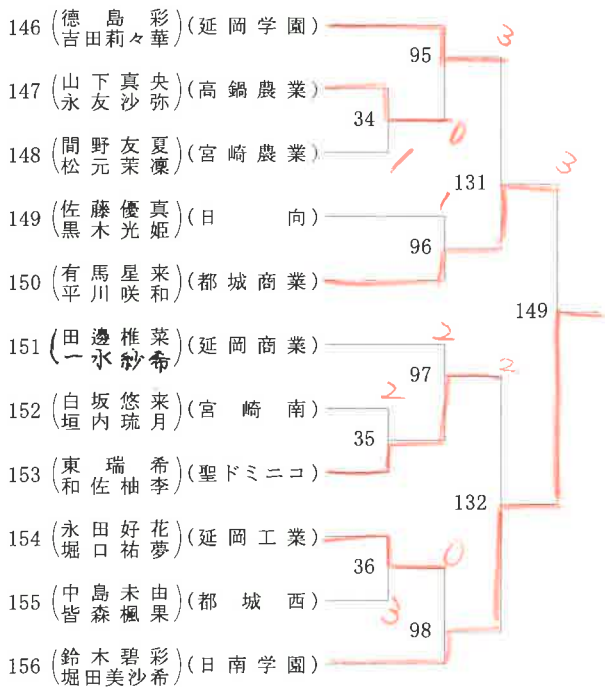 146 (徳島彩 吉田莉々華) (延岡学園)
95
3
147 (山下真央 永友沙弥) (高鍋農業)
34
0
148 (間野友夏 松元茉凜) (宮崎農業)
1
131
3
149 (佐藤優真 黒木光姫) (日向)
1
96
150 (有馬星来 平川咲和) (都城商業)
149
151 (田邊椎菜 一水紗希) (延岡商業)
2
97
2
152 (白坂悠来 垣内琉月) (宮崎南)
2
35
153 (東瑞希 和佐柚李) (聖ドミニコ)
132
154 (永田好花 堀口祐夢) (延岡工業)
36
0
155 (中島未由 皆森楓果) (都城西)
3
98
156 (鈴木碧彩 堀田美沙希) (日南学園)